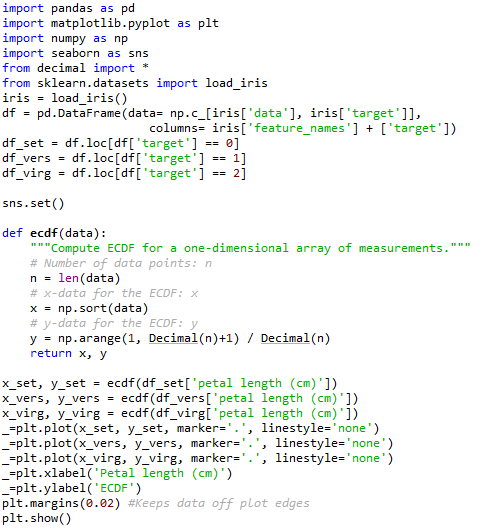 import pandas as pd
import matplotlib.pyplot as plt
import numpy as np
import seaborn as sns
from decimal import *
from sklearn.datasets import load_iris
iris = load_iris()
df = pd.DataFrame(data= np.c_[iris['data'], iris['target']],
                     columns= iris['feature_names'] + ['target'])
df_set = df.loc[df['target'] == 0]
df_vers = df.loc[df['target'] == 1]
df_virg = df.loc[df['target'] == 2]

sns.set()

def ecdf(data):
    """Compute ECDF for a one-dimensional array of measurements."""
    # Number of data points: n
    n = len(data)
    # x-data for the ECDF: x
    x = np.sort(data)
    # y-data for the ECDF: y
    y = np.arange(1, Decimal(n)+1) / Decimal(n)
    return x, y

x_set, y_set = ecdf(df_set['petal length (cm)'])
x_vers, y_vers = ecdf(df_vers['petal length (cm)'])
x_virg, y_virg = ecdf(df_virg['petal length (cm)'])
_=plt.plot(x_set, y_set, marker='.', linestyle='none')
_=plt.plot(x_vers, y_vers, marker='.', linestyle='none')
_=plt.plot(x_virg, y_virg, marker='.', linestyle='none')
_=plt.xlabel('Petal length (cm)')
_=plt.ylabel('ECDF')
plt.margins(0.02) #Keeps data off plot edges
plt.show()